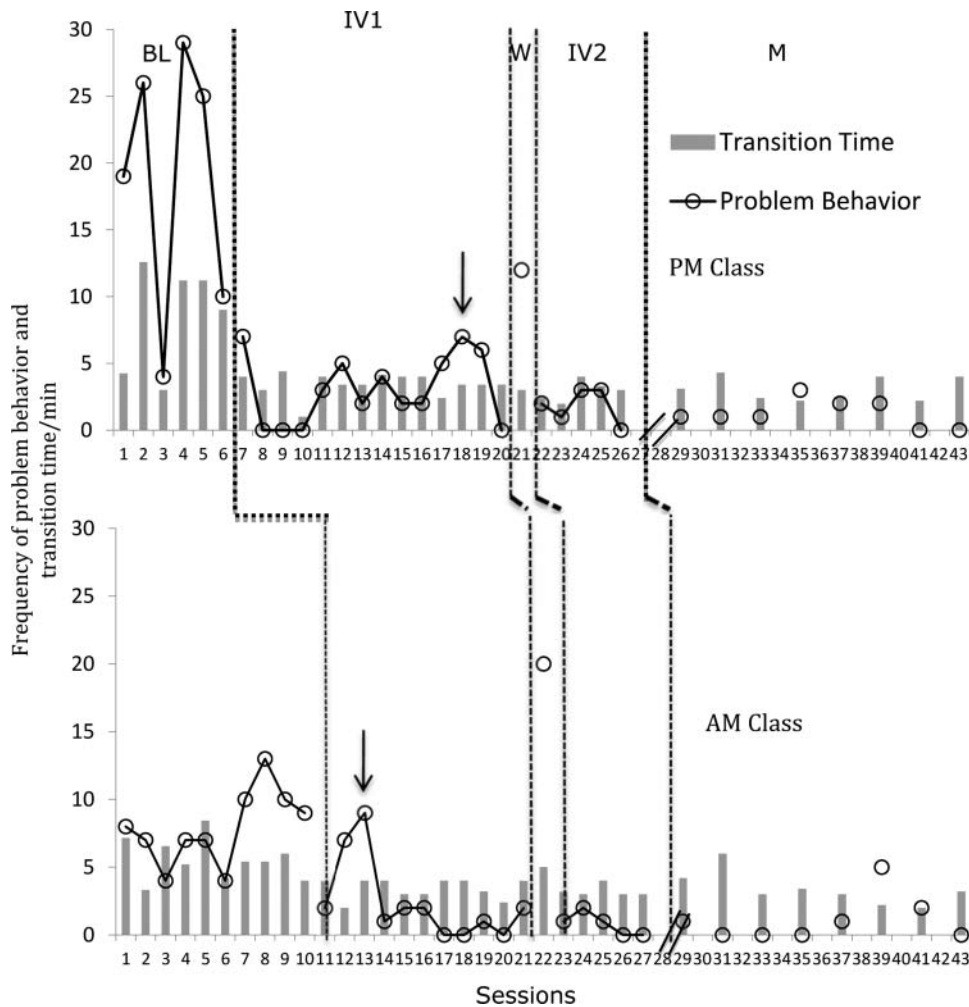 IV1
BL
W
IV2
M
30
25
20
15
10
5
0
Transition Time
Problem Behavior
PM Class
1 2 3 4 5 6 7 8 9 10 11 12 13 14 15 16 17 18 19 20 21 22 23 24 25 26 27 28 29 30 31 32 33 34 35 36 37 38 39 40 41 42 43
Frequency of problem behavior and
transition time/min
30
25
20
15
10
5
0
AM Class
1 2 3 4 5 6 7 8 9 10 11 12 13 14 15 16 17 18 19 20 21 22 23 24 25 26 27 28 29 30 31 32 33 34 35 36 37 38 39 40 41 42 43
Sessions